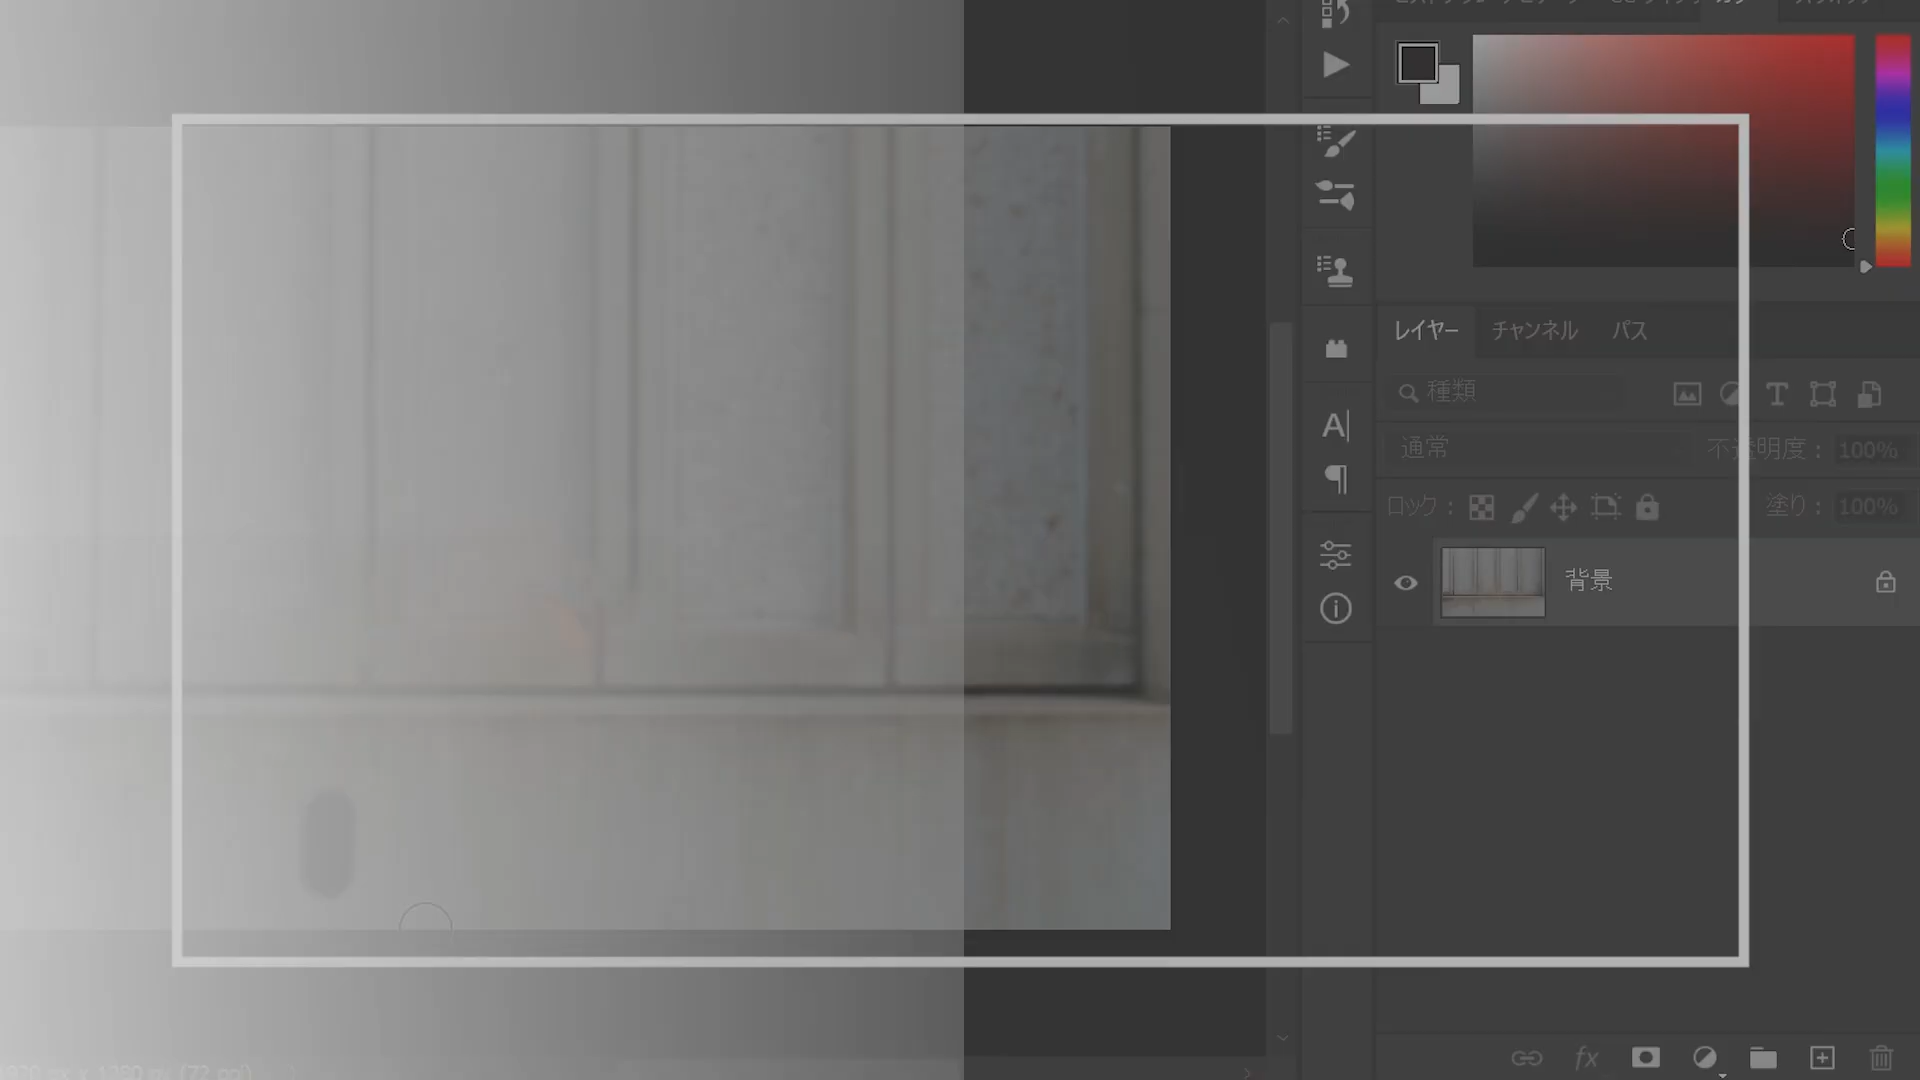 レイヤー チャンネル パス
種類
通常 不透明度: 100%
ロック: 塗り: 100%
背景
fx